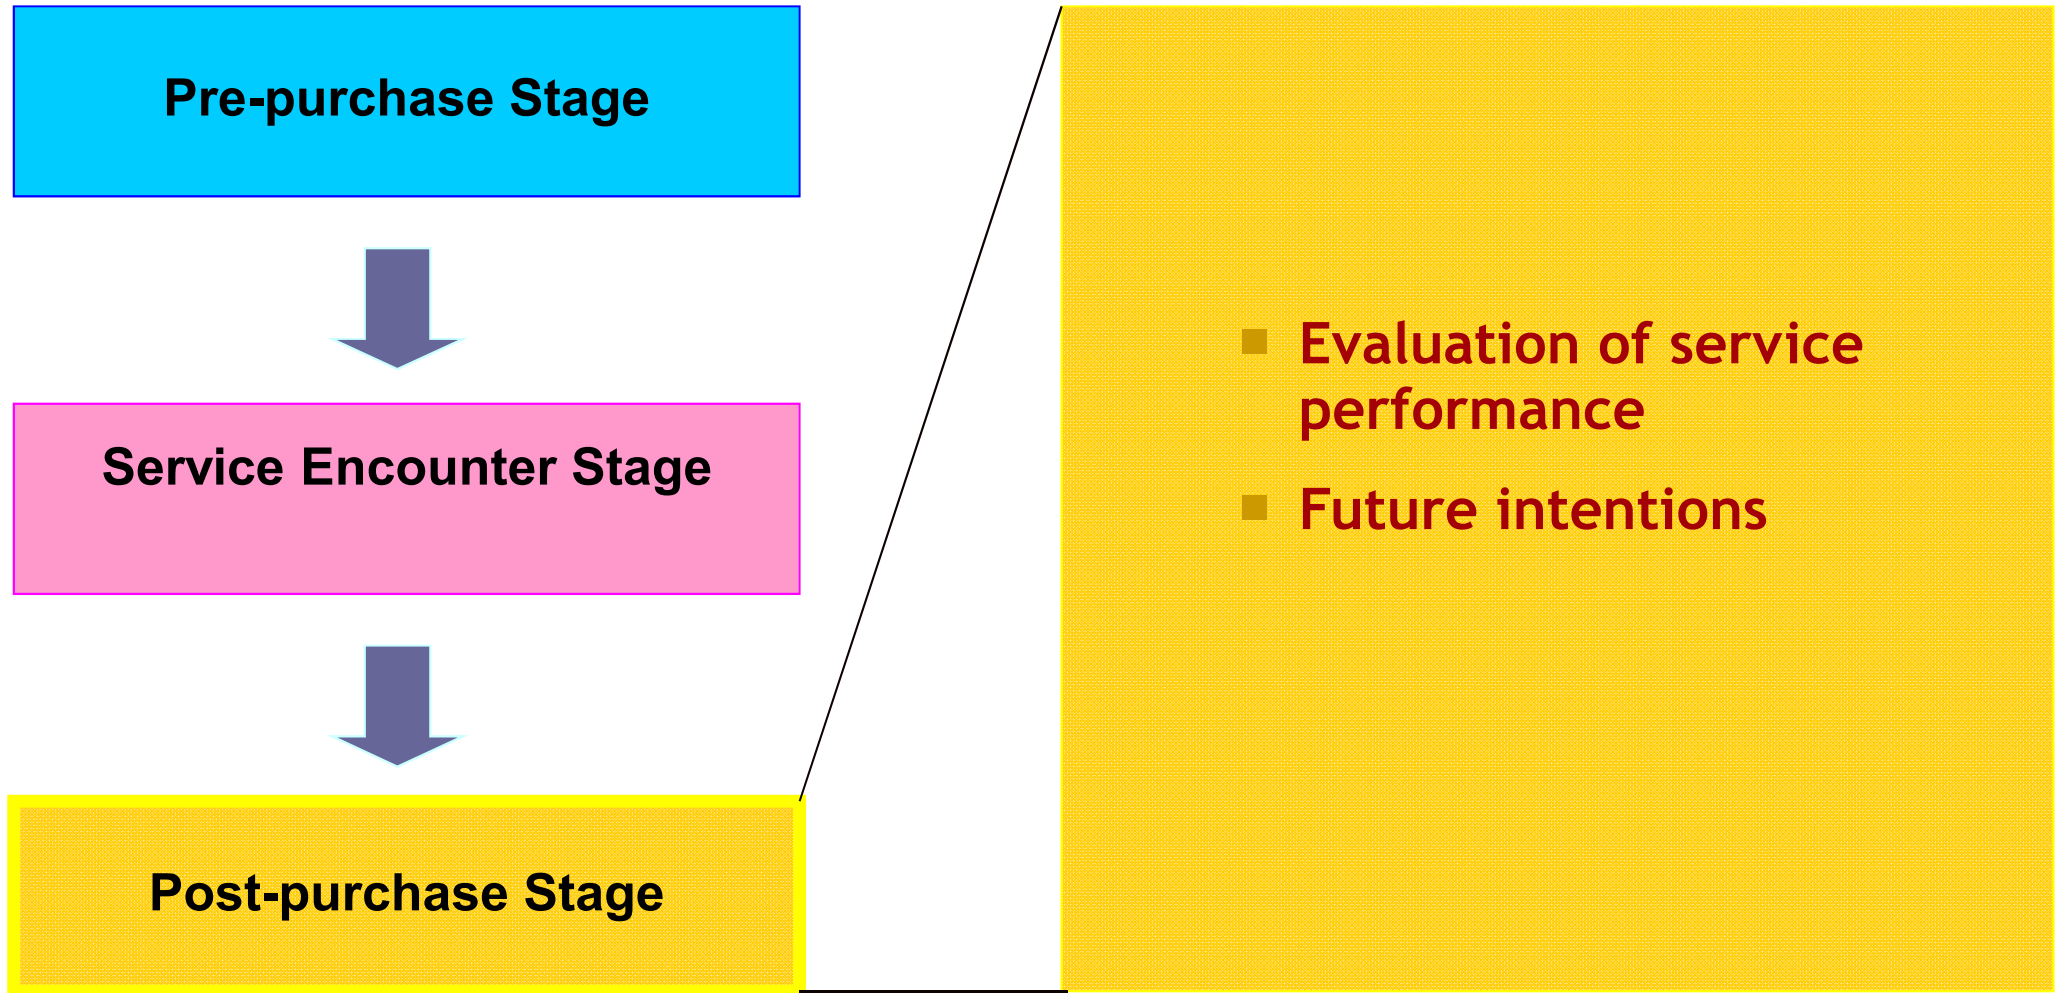 Pre-purchase Stage
Service Encounter Stage
Post-purchase Stage
Evaluation of service
performance
Future intentions